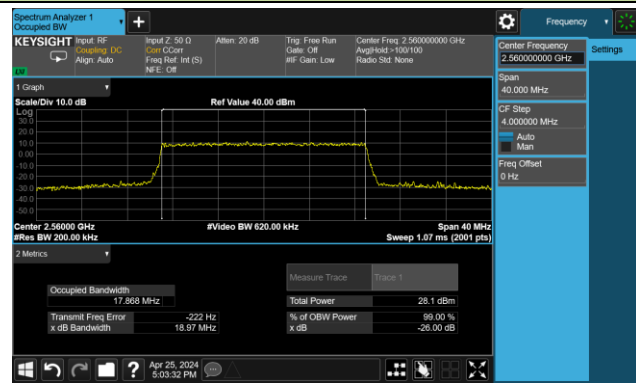 Spectrum Analyzer 1
Occupied BW
Frequency
KEYSIGHT
Input: RF
Coupling: DC
Align: Auto
Input Z: 50 Ω
Corr CCorr
Freq Ref: Int (S)
NFE: Off
Atten: 20 dB
Trig: Free Run
Gate: Off
#IF Gain: Low
Center Freq: 2.560000000 GHz
Avg|Hold:>100/100
Radio Std: None
Center Frequency
2.560000000 GHz
Settings
Span
40.000 MHz
CF Step
4.000000 MHz
Auto
Man
Freq Offset
0 Hz
1 Graph
Scale/Div 10.0 dB
Ref Value 40.00 dBm
Log
30.0
20.0
10.0
0.00
-10.0
-20.0
-30.0
-40.0
-50.0
Center 2.56000 GHz
#Video BW 620.00 kHz
Span 40 MHz
#Res BW 200.00 kHz
Sweep 1.07 ms (2001 pts)
2 Metrics
Measure Trace
Trace 1
Occupied Bandwidth
17.868 MHz
Total Power
28.1 dBm
Transmit Freq Error
-222 Hz
% of OBW Power
99.00 %
x dB Bandwidth
18.97 MHz
x dB
-26.00 dB
Apr 25, 2024
5:03:32 PM